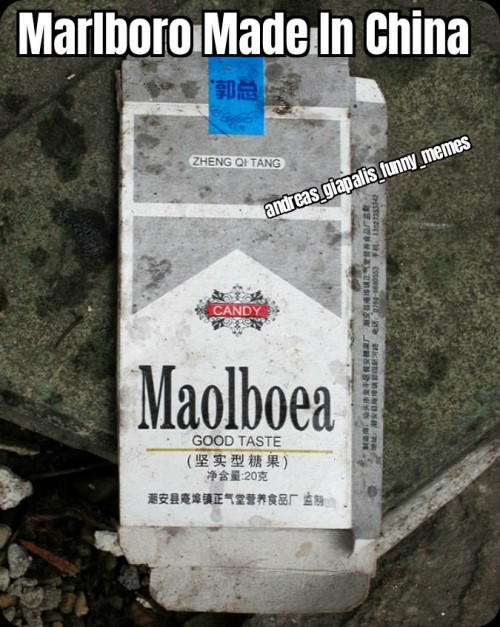 Marlboro Made In China
郭总
ZHENG QI TANG
andreas_giapalis_funny_memes
CANDY
Maolboea
GOOD TASTE
(坚实型糖果)
净含量:20克
潮安县庵埠镇正气堂营养食品厂 监制